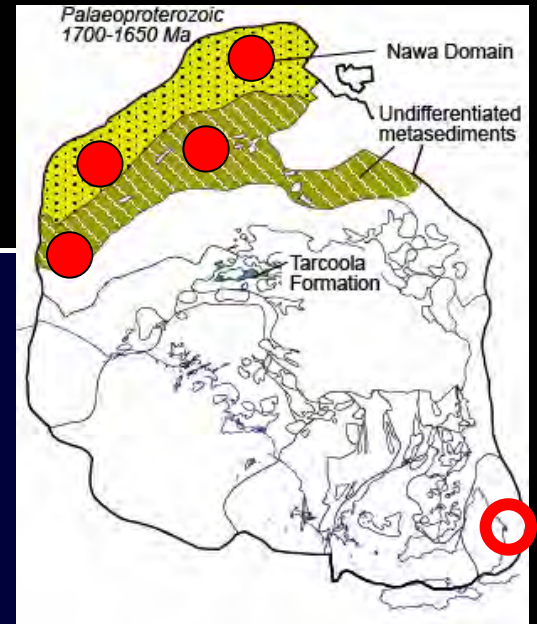 Palaeoproterozoic
1700-1650 Ma
Nawa Domain
Undifferentiated
metasediments
Tarcoola
Formation